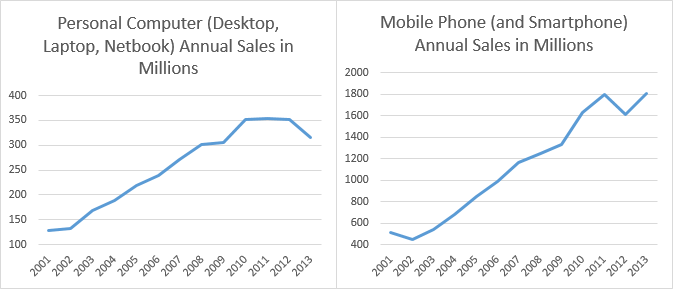 Personal Computer (Desktop,
Laptop, Netbook) Annual Sales in
Millions
400
350
300
250
200
150
100
2001 2002 2003 2004 2005 2006 2007 2008 2009 2010 2011 2012 2013
Mobile Phone (and Smartphone)
Annual Sales in Millions
2000
1800
1600
1400
1200
1000
800
600
400
2001 2002 2003 2004 2005 2006 2007 2008 2009 2010 2011 2012 2013